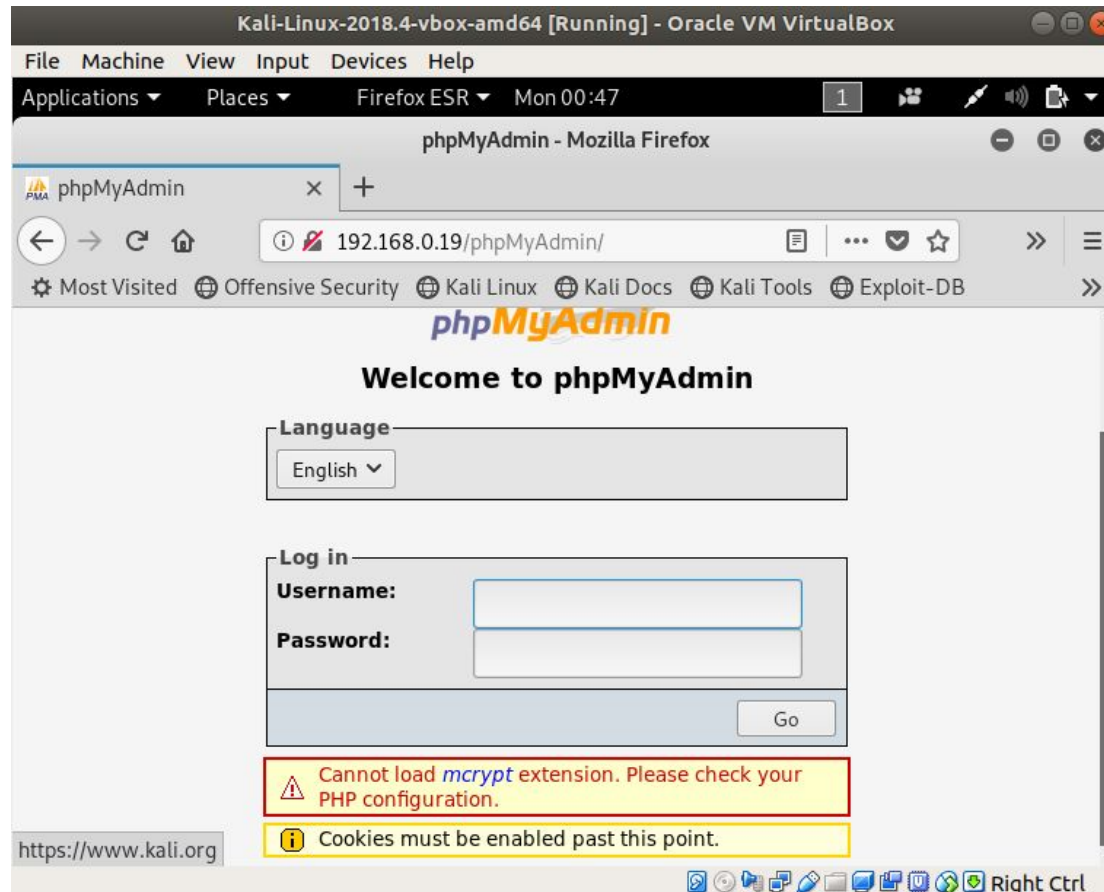 Kali-Linux-2018.4-vbox-amd64 [Running] - Oracle VM VirtualBox
File Machine View Input Devices Help
Applications Places Firefox ESR Mon 00:47 1
phpMyAdmin - Mozilla Firefox
PMA phpMyAdmin
192.168.0.19/phpMyAdmin/
Most Visited Offensive Security Kali Linux Kali Docs Kali Tools Exploit-DB
phpMyAdmin
Welcome to phpMyAdmin
Language
English
Log in
Username:
Password:
Go
Cannot load mcrypt extension. Please check your
PHP configuration.
Cookies must be enabled past this point.
https://www.kali.org
Right Ctrl